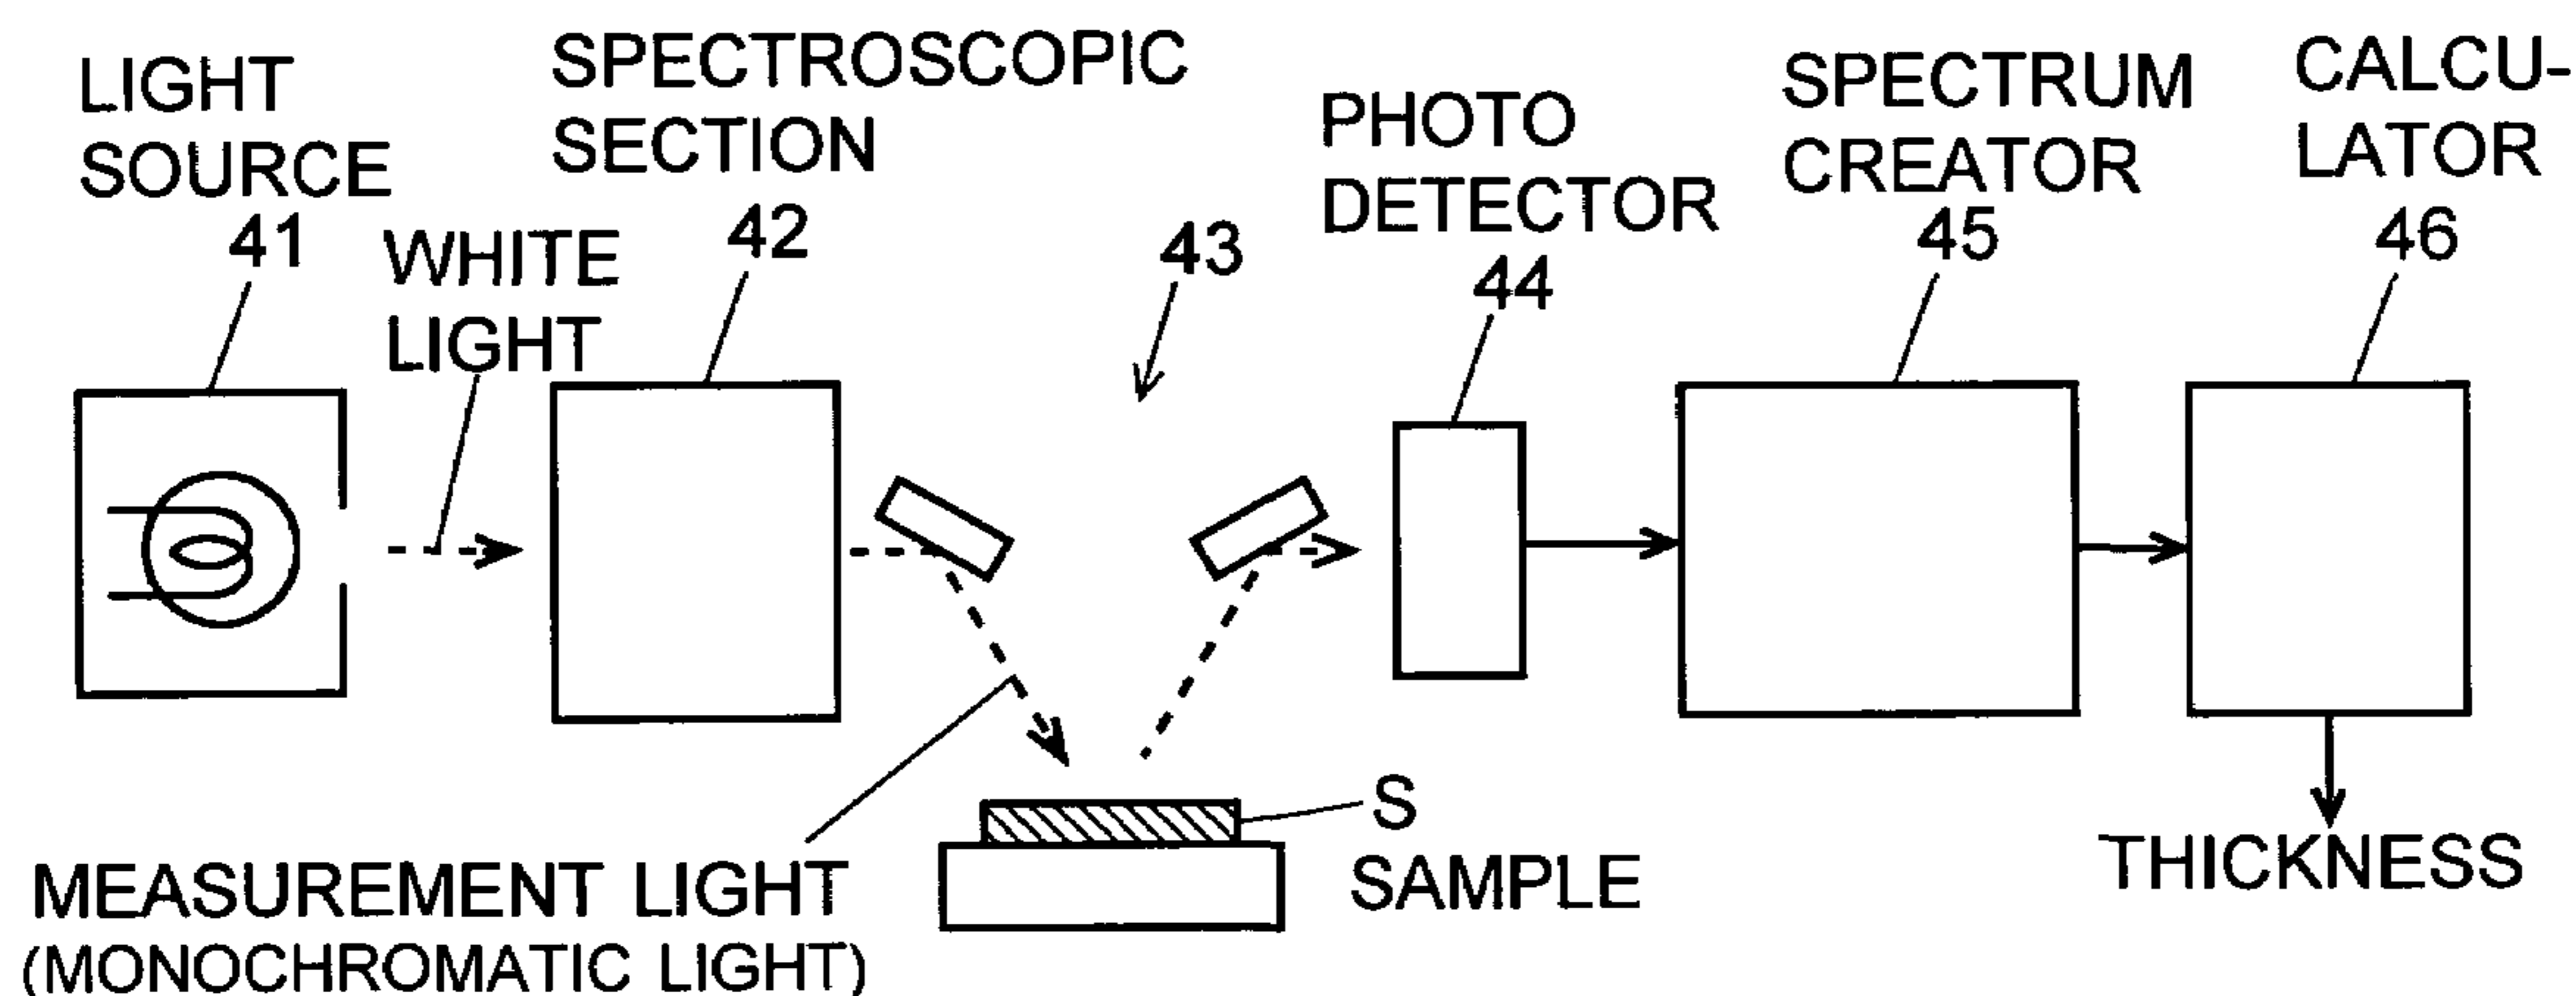 LIGHT
SOURCE
41
WHITE
LIGHT
SPECTROSCOPIC
SECTION
42
43
PHOTO
DETECTOR
44
SPECTRUM
CREATOR
45
CALCU-
LATOR
46
MEASUREMENT LIGHT
(MONOCHROMATIC LIGHT)
S
SAMPLE
THICKNESS